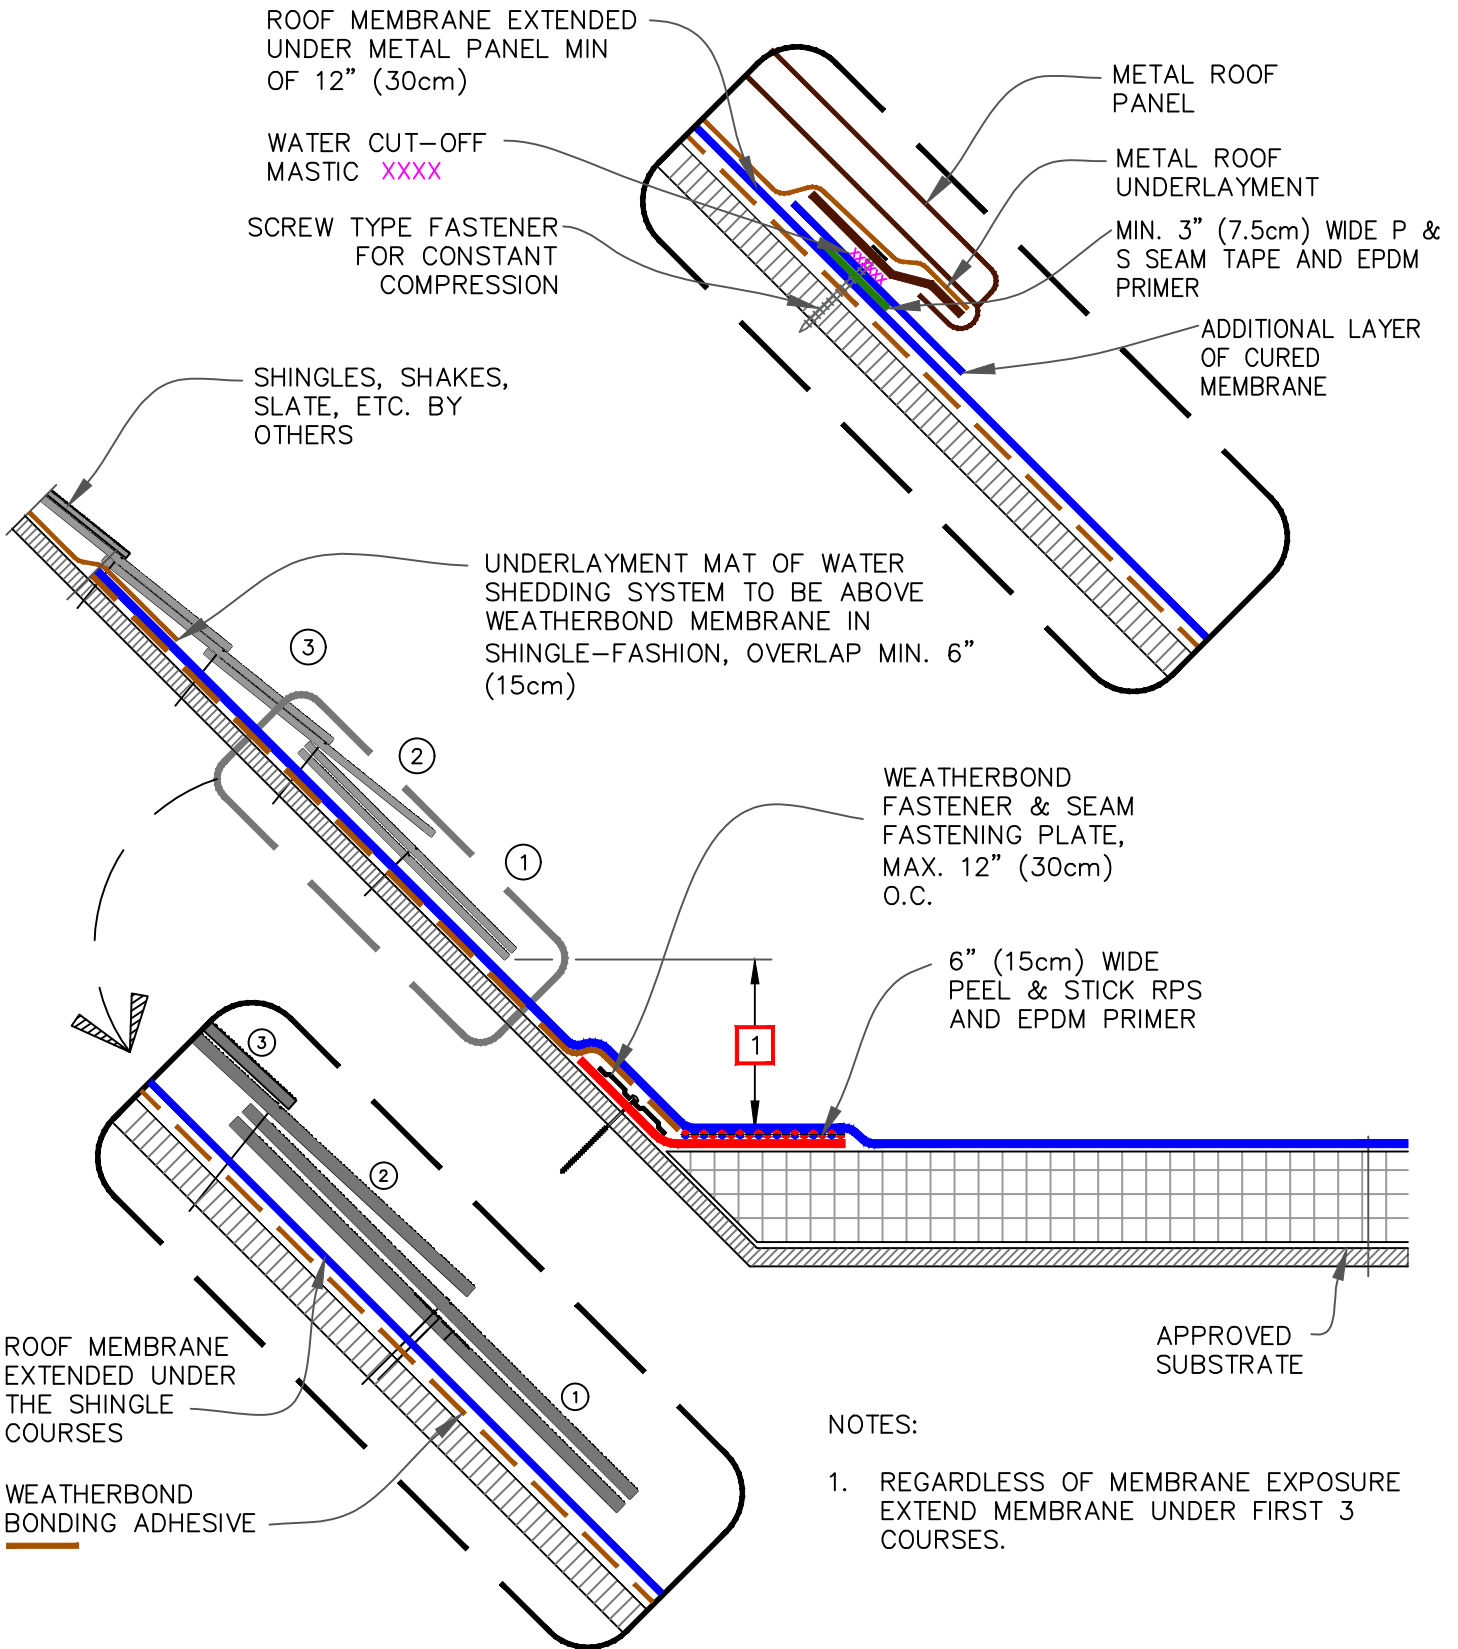 ROOF MEMBRANE EXTENDED
UNDER METAL PANEL MIN
OF 12” (30cm)
WATER CUT-OFF
MASTIC XXXX
SCREW TYPE FASTENER
FOR CONSTANT
COMPRESSION
METAL ROOF
PANEL
METAL ROOF
UNDERLAYMENT
MIN. 3” (7.5cm) WIDE P &
S SEAM TAPE AND EPDM
PRIMER
ADDITIONAL LAYER
OF CURED
MEMBRANE
SHINGLES, SHAKES,
SLATE, ETC. BY
OTHERS
UNDERLAYMENT MAT OF WATER
SHEDDING SYSTEM TO BE ABOVE
WEATHERBOND MEMBRANE IN
SHINGLE-FASHION, OVERLAP MIN. 6”
(15cm)
3
2
1
WEATHERBOND
FASTENER & SEAM
FASTENING PLATE,
MAX. 12” (30cm)
O.C.
6” (15cm) WIDE
PEEL & STICK RPS
AND EPDM PRIMER
1
3
2
1
ROOF MEMBRANE
EXTENDED UNDER
THE SHINGLE
COURSES
WEATHERBOND
BONDING ADHESIVE
APPROVED
SUBSTRATE
NOTES:
1. REGARDLESS OF MEMBRANE EXPOSURE
EXTEND MEMBRANE UNDER FIRST 3
COURSES.